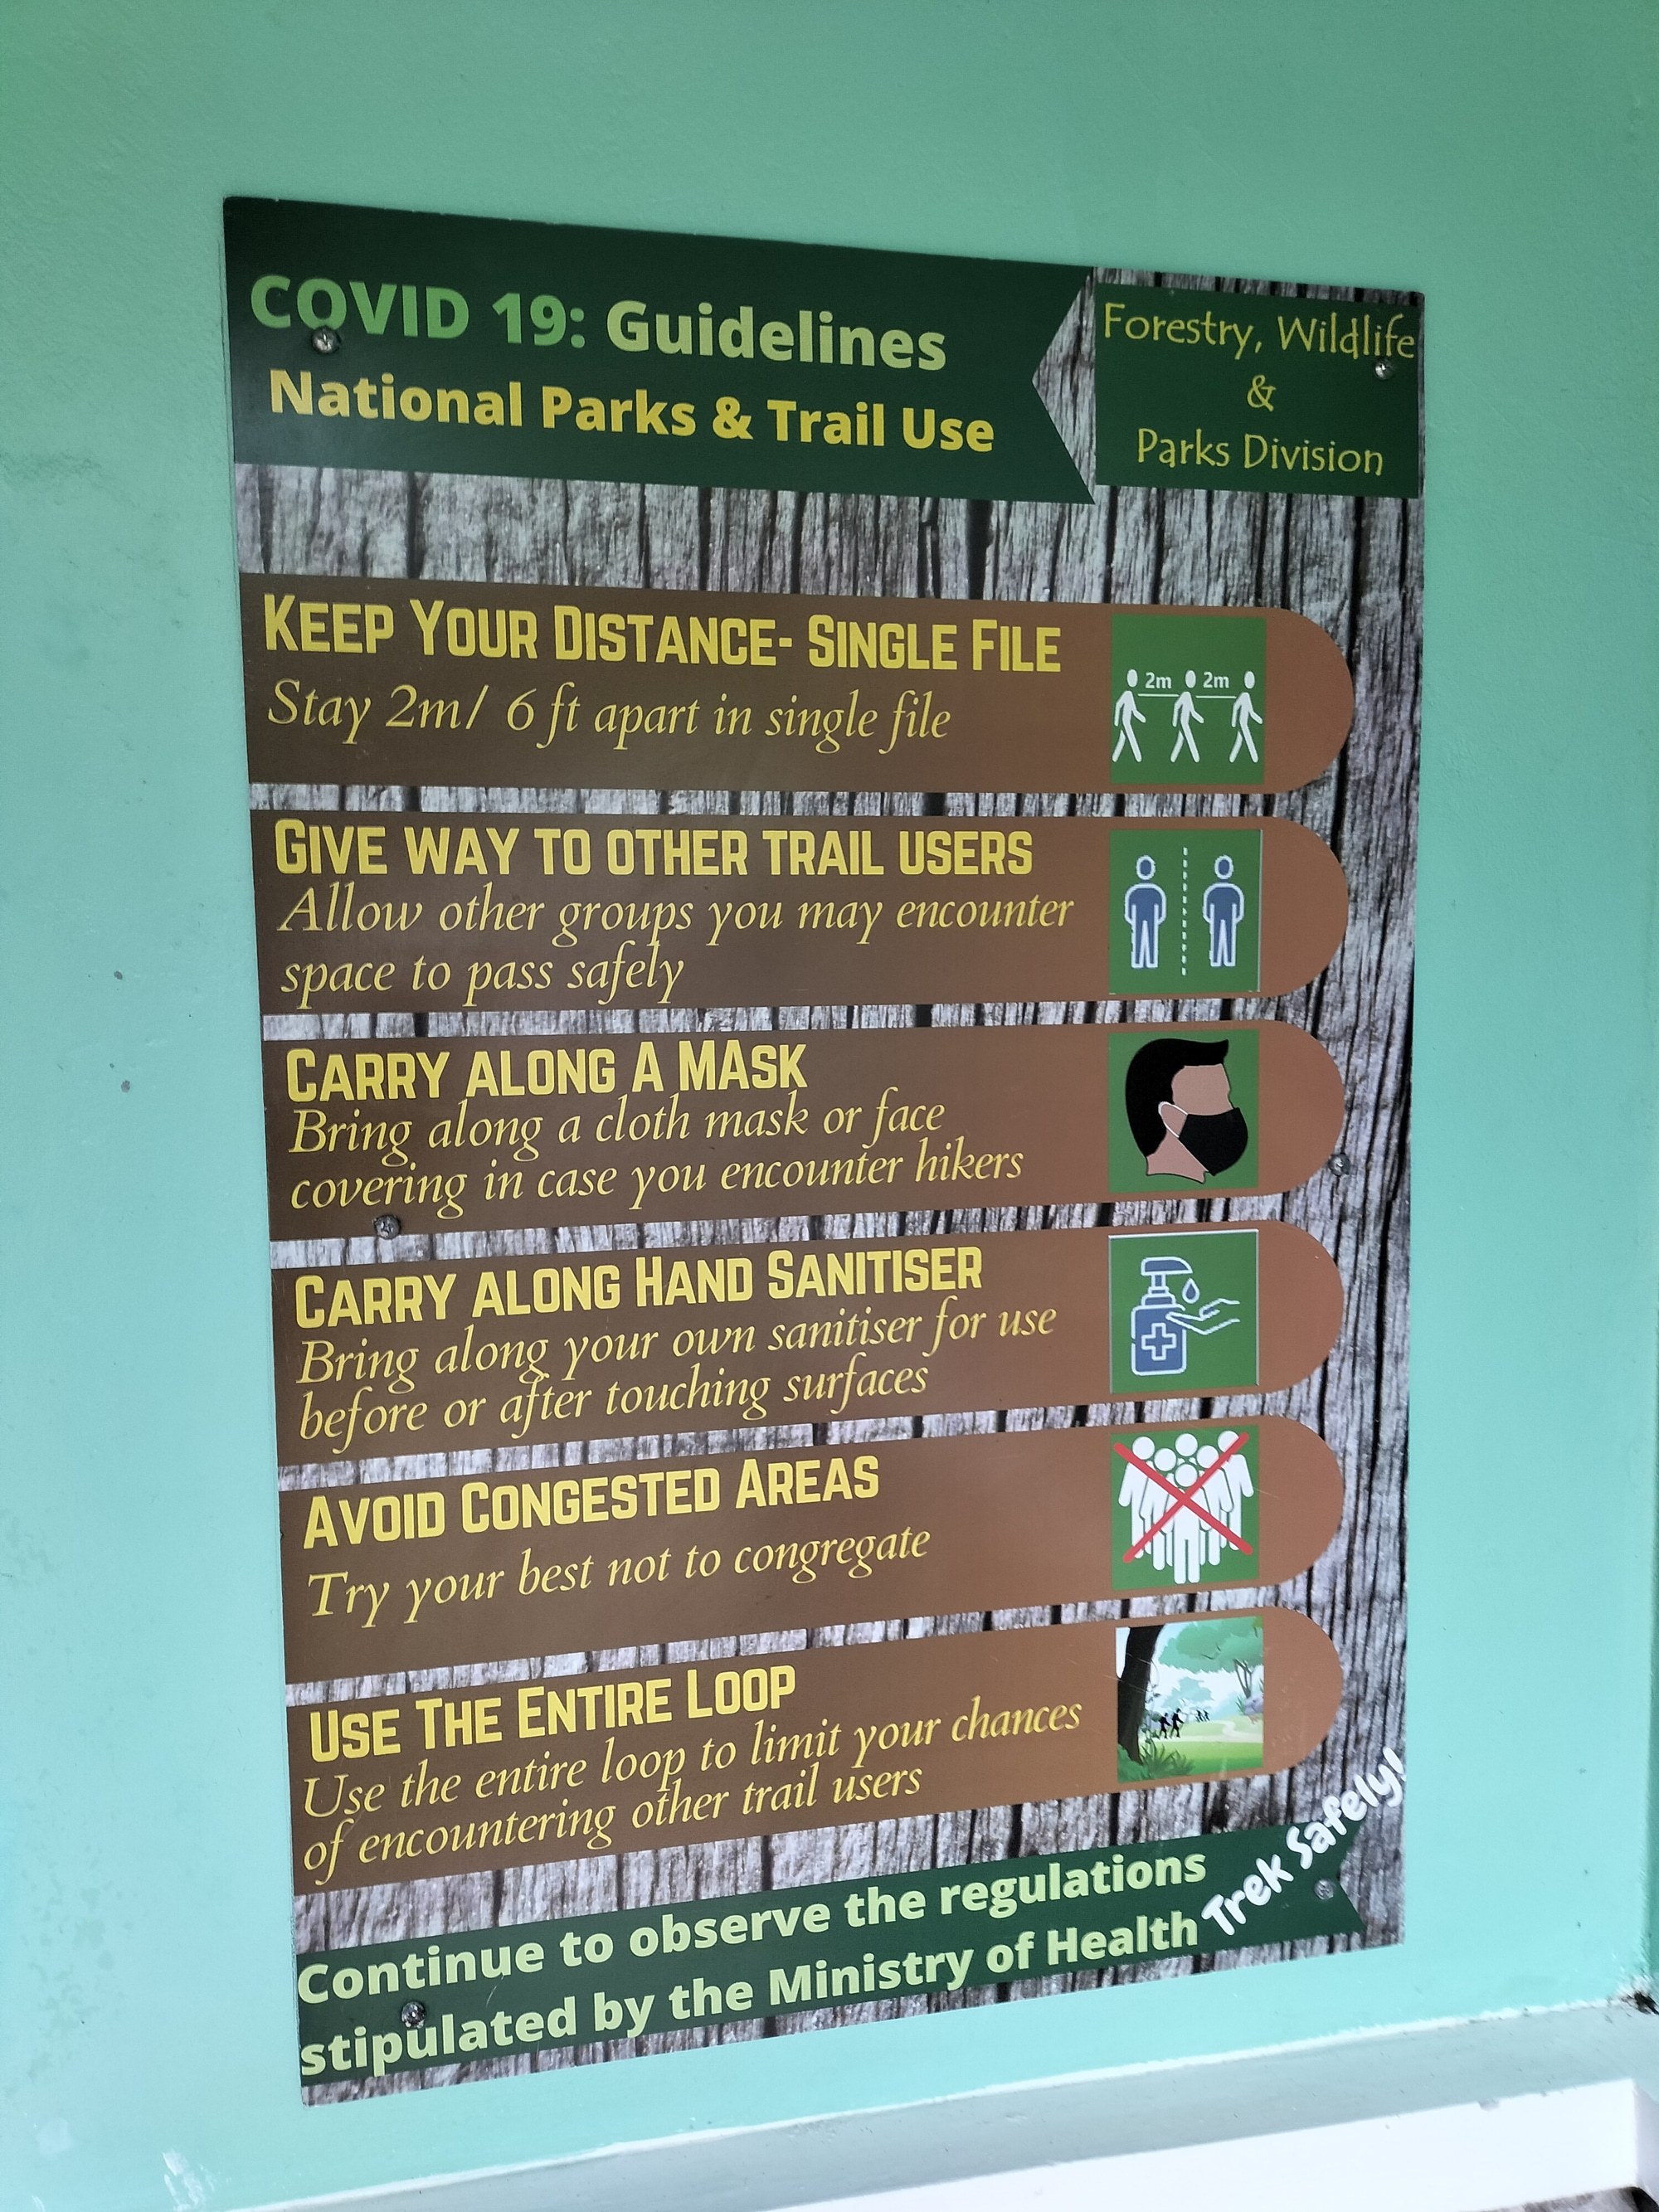 COVID 19: Guidelines
National Parks & Trail Use
Forestry, Wildlife
&
Parks Division
KEEP YOUR DISTANCE- SINGLE FILE
Stay 2m/ 6 ft apart in single file
2m 2m
GIVE WAY TO OTHER TRAIL USERS
Allow other groups you may encounter
space to pass safely
CARRY ALONG A MASK
Bring along a cloth mask or face
covering in case you encounter hikers
CARRY ALONG HAND SANITISER
Bring along your own sanitiser for use
before or after touching surfaces
AVOID CONGESTED AREAS
Try your best not to congregate
USE THE ENTIRE LOOP
Use the entire loop to limit your chances
of encountering other trail users
Continue to observe the regulations
stipulated by the Ministry of Health
Trek Safely!